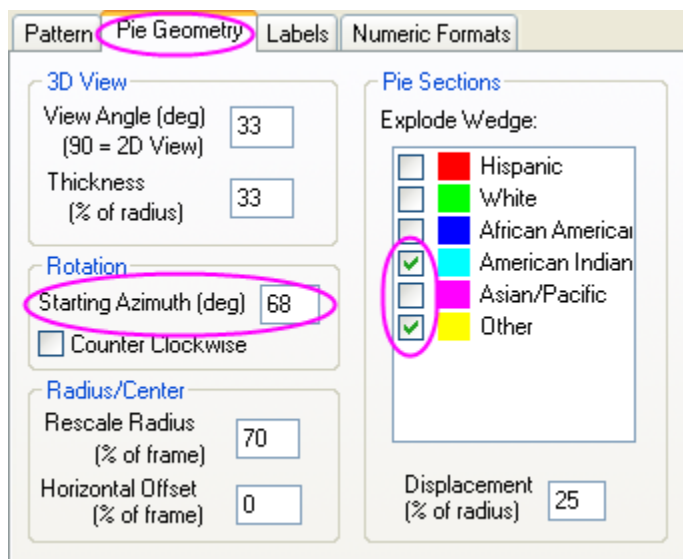 Pattern Pie Geometry Labels Numeric Formats
3D View
View Angle (deg) 33
(90 = 2D View)
Thickness
(% of radius) 33
Rotation
Starting Azimuth (deg) 68
Counter Clockwise
Radius/Center
Rescale Radius
(% of frame) 70
Horizontal Offset
(% of frame) 0
Pie Sections
Explode Wedge:
Hispanic
White
African American
American Indian
Asian/Pacific
Other
Displacement
(% of radius) 25